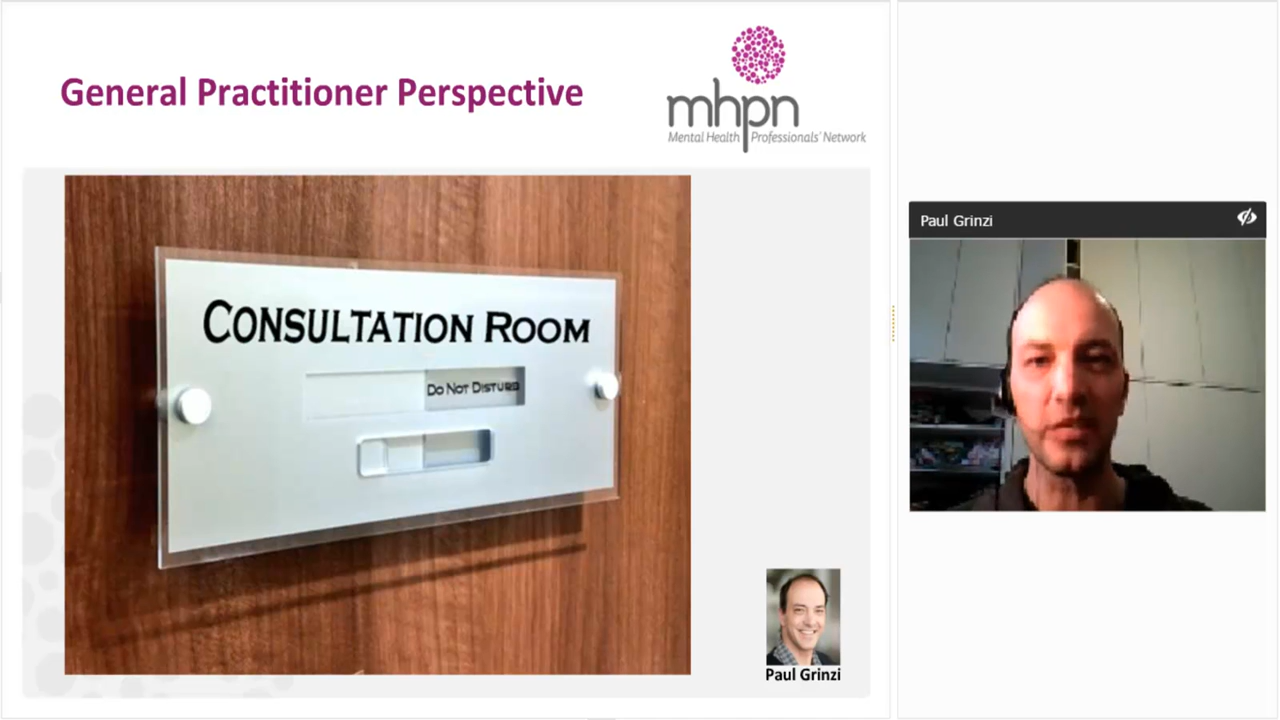 General Practitioner Perspective
mhpn
Mental Health Professionals' Network
CONSULTATION ROOM
DO NOT DISTURB
Paul Grinzi
Paul Grinzi